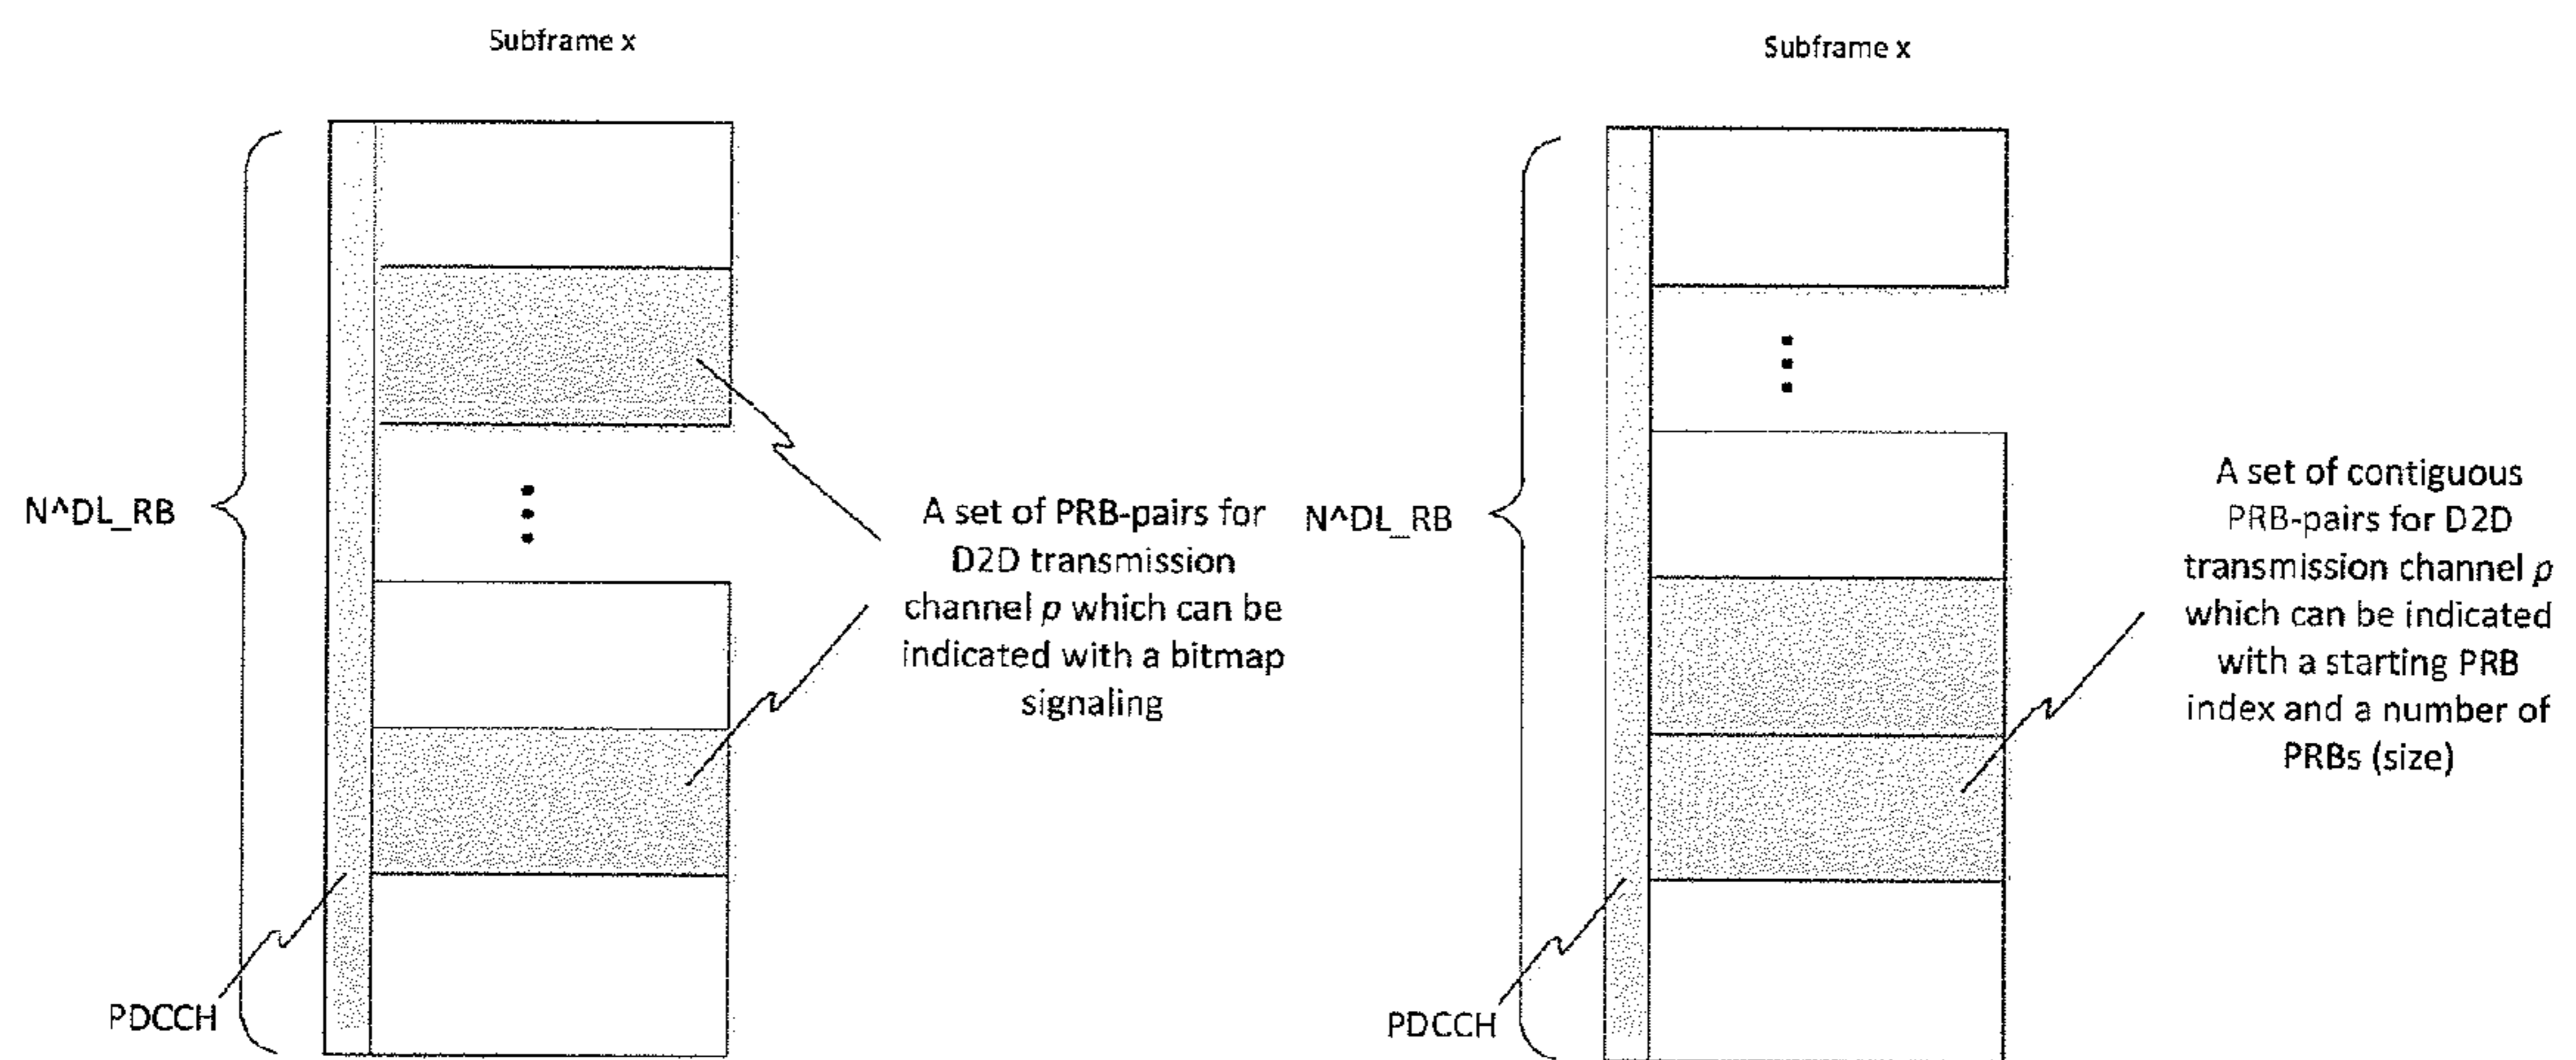 Subframe x
N^DL_RB
A set of PRB-pairs for
D2D transmission
channel p which can be
indicated with a bitmap
signaling
PDCCH
Subframe x
N^DL_RB
A set of contiguous
PRB-pairs for D2D
transmission channel p
which can be indicated
with a starting PRB
index and a number of
PRBs (size)
PDCCH